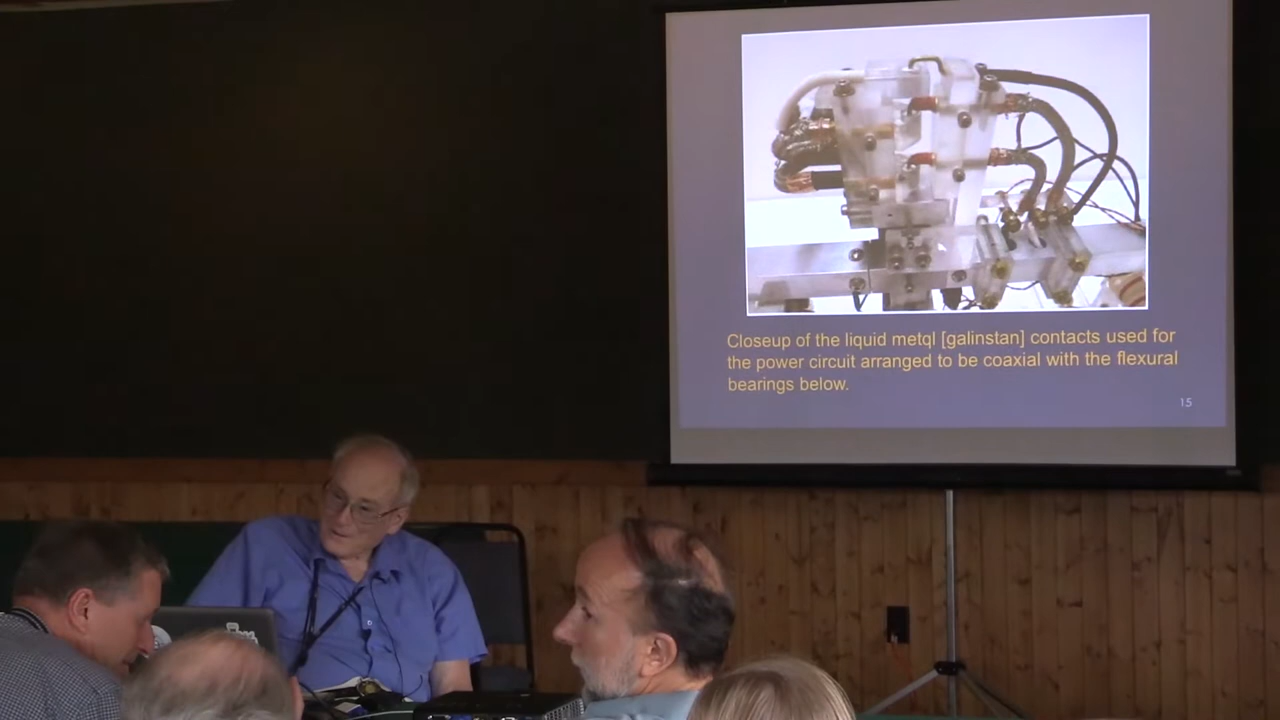 Closeup of the liquid metql [galinstan] contacts used for
the power circuit arranged to be coaxial with the flexural
bearings below.
15